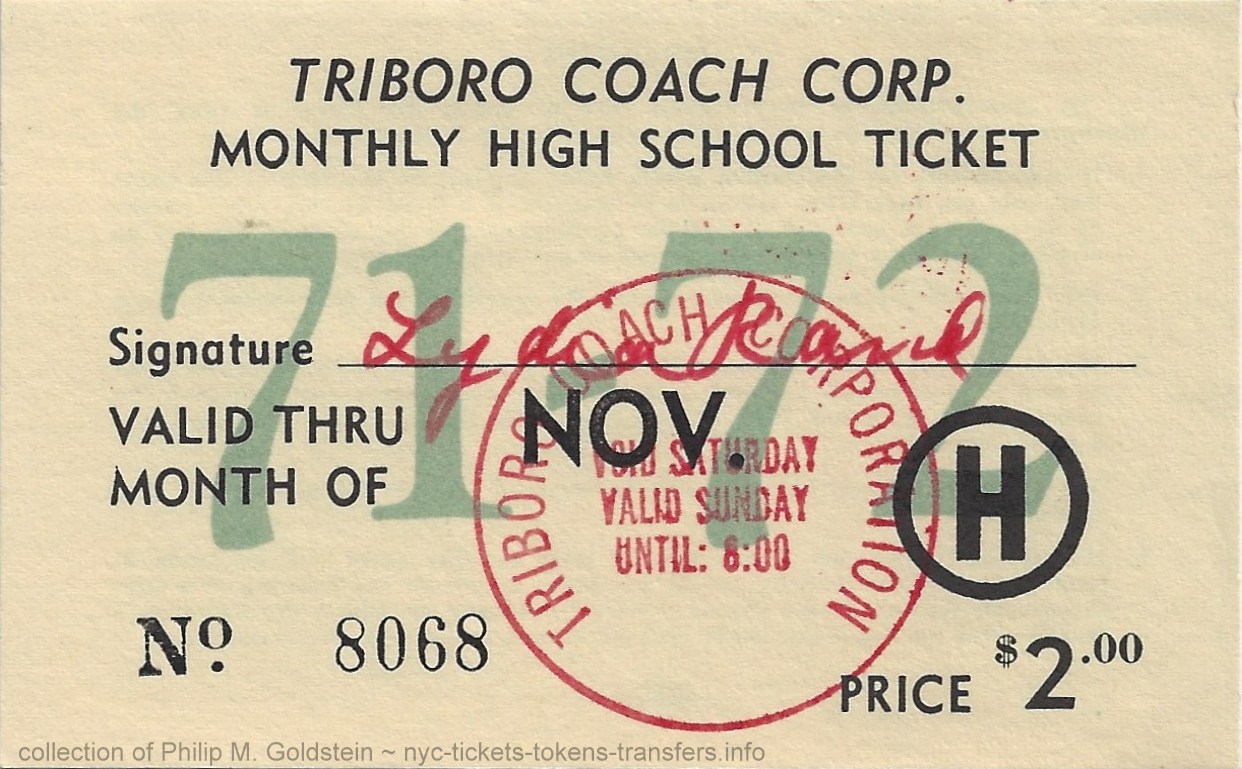 TRIBORO COACH CORP.
MONTHLY HIGH SCHOOL TICKET
71-72
Signature Lydia Rand
VALID THRU
MONTH OF
NOV.
TRIBORO COACH CORPORATION
VOID SATURDAY
VALID SUNDAY
UNTIL: 6:00
H
No. 8068
PRICE $2.00
collection of Philip M. Goldstein ~ nyc-tickets-tokens-transfers.info